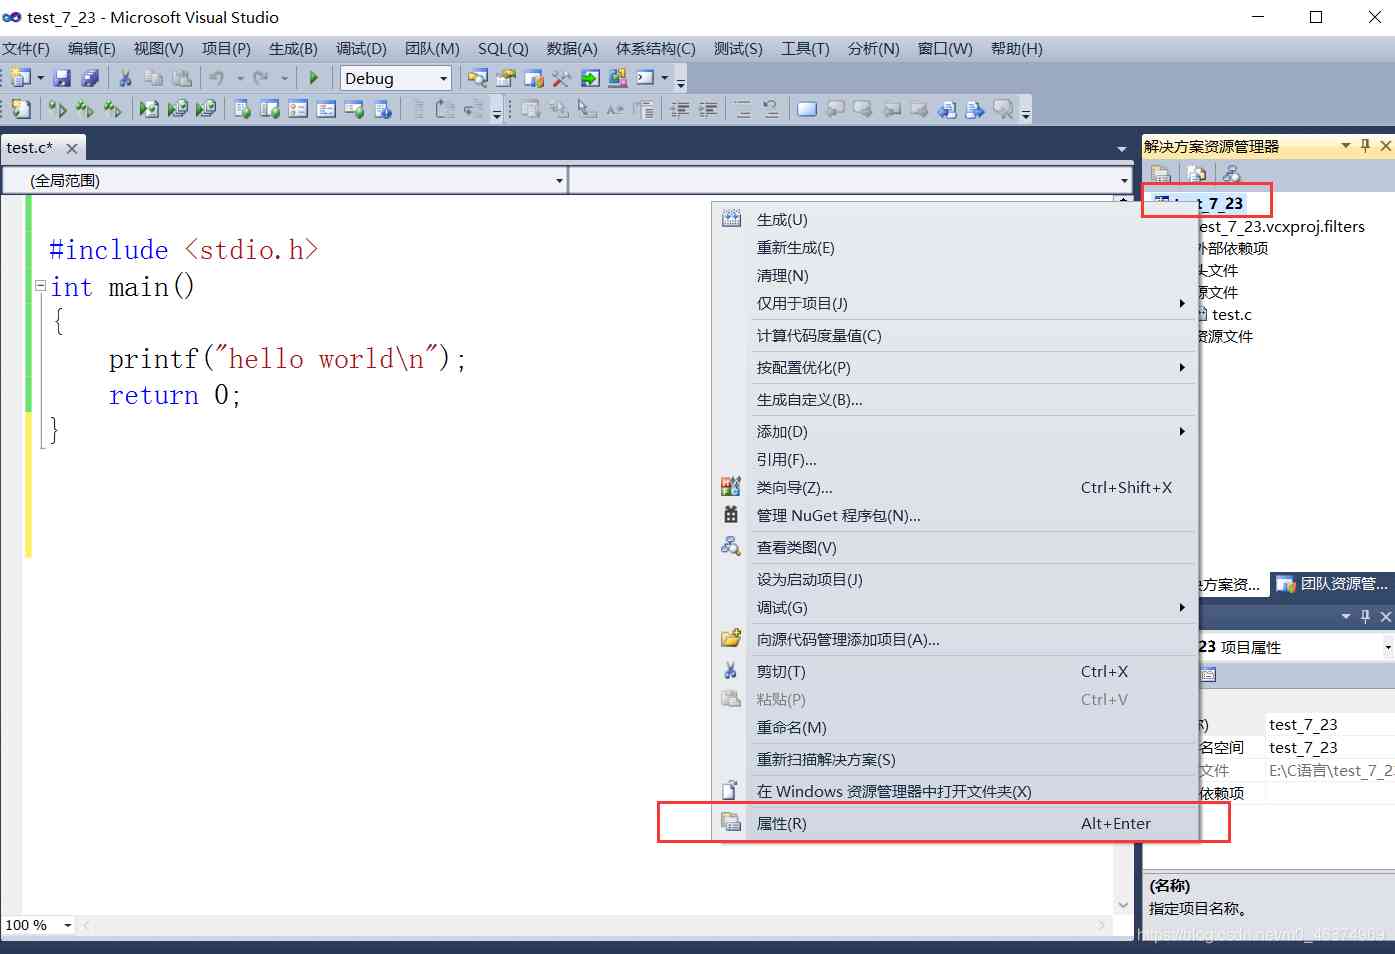 test_7_23 - Microsoft Visual Studio
文件(F) 编辑(E) 视图(V) 项目(P) 生成(B) 调试(D) 团队(M) SQL(Q) 数据(A) 体系结构(C) 测试(S) 工具(T) 分析(N) 窗口(W) 帮助(H)
Debug
test.c*
(全局范围)
#include <stdio.h>
int main()
{
printf("hello world\n");
return 0;
}
100 %
生成(U)
重新生成(E)
清理(N)
仅用于项目(J)
计算代码度量值(C)
按配置优化(P)
生成自定义(B)...
添加(D)
引用(F)...
类向导(Z)... Ctrl+Shift+X
管理 NuGet 程序包(N)...
查看类图(V)
设为启动项目(J)
调试(G)
向源代码管理添加项目(A)...
剪切(T) Ctrl+X
粘贴(P) Ctrl+V
重命名(M)
重新扫描解决方案(S)
在 Windows 资源管理器中打开文件夹(X)
属性(R) Alt+Enter
解决方案资源管理器
t_7_23
est_7_23.vcxproj.filters
外部依赖项
头文件
源文件
test.c
资源文件
方案资... 团队资源管...
23 项目属性
test_7_23
名空间 test_7_23
文件 E:\C语言\test_7_2
依赖项
(名称)
指定项目名称。